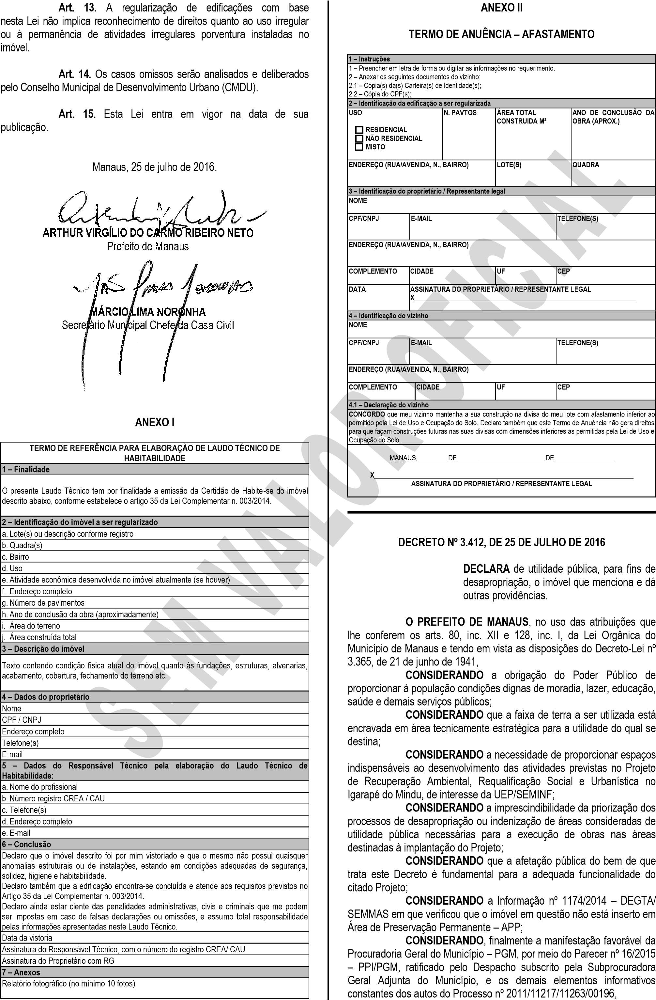 Art. 13. A regularização de edificações com base
nesta Lei não implica reconhecimento de direitos quanto ao uso irregular
ou à permanência de atividades irregulares porventura instaladas no
imóvel.
Art. 14. Os casos omissos serão analisados e deliberados
pelo Conselho Municipal de Desenvolvimento Urbano (CMDU).
Art. 15. Esta Lei entra em vigor na data de sua
publicação.
Manaus, 25 de julho de 2016.
ARTHUR VIRGÍLIO DO CARMO RIBEIRO NETO
Prefeito de Manaus
MÁRCIO LIMA NORONHA
Secretário Municipal Chefe da Casa Civil
ANEXO I
TERMO DE REFERÊNCIA PARA ELABORAÇÃO DE LAUDO TÉCNICO DE
HABITABILIDADE
1 – Finalidade
O presente Laudo Técnico tem por finalidade a emissão da Certidão de Habite-se do imóvel
descrito abaixo, conforme estabelece o artigo 35 da Lei Complementar n. 003/2014.
2 – Identificação do imóvel a ser regularizado
a. Lote(s) ou descrição conforme registro
b. Quadra(s)
c. Bairro
d. Uso
e. Atividade econômica desenvolvida no imóvel atualmente (se houver)
f. Endereço completo
g. Número de pavimentos
h. Ano de conclusão da obra (aproximadamente)
i. Área do terreno
j. Área construída total
3 – Descrição do imóvel
Texto contendo condição física atual do imóvel quanto às fundações, estruturas, alvenarias,
acabamento, cobertura, fechamento do terreno etc.
4 – Dados do proprietário
Nome
CPF / CNPJ
Endereço completo
Telefone(s)
E-mail
5 – Dados do Responsável Técnico pela elaboração do Laudo Técnico de
Habitabilidade:
a. Nome do profissional
b. Número registro CREA / CAU
c. Telefone(s)
d. Endereço completo
e. E-mail
6 – Conclusão
Declaro que o imóvel descrito foi por mim vistoriado e que o mesmo não possui quaisquer
anomalias estruturais ou de instalações, estando em condições adequadas de segurança,
solidez, higiene e habitabilidade.
Declaro também que a edificação encontra-se concluída e atende aos requisitos previstos no
Artigo 35 da Lei Complementar n. 003/2014.
Declaro ainda estar ciente das penalidades administrativas, civis e criminais que me podem
ser impostas em caso de falsas declarações ou omissões, e assumo total responsabilidade
pelas informações apresentadas neste Laudo Técnico.
Data da vistoria
Assinatura do Responsável Técnico, com o número do registro CREA/ CAU
Assinatura do Proprietário com RG
7 – Anexos
Relatório fotográfico (no mínimo 10 fotos)
ANEXO II
TERMO DE ANUÊNCIA – AFASTAMENTO
1 – Instruções
1 – Preencher em letra de forma ou digitar as informações no requerimento.
2 – Anexar os seguintes documentos do vizinho:
2.1 – Cópia(s) da(s) Carteira(s) de Identidade(s);
2.2 – Cópia do CPF(s);
2 – Identificação da edificação a ser regularizada
USO N. PAVTOS ÁREA TOTAL ANO DE CONCLUSÃO DA
CONSTRUIDA M² OBRA (APROX.)
RESIDENCIAL
NÃO RESIDENCIAL
MISTO
ENDEREÇO (RUA/AVENIDA, N., BAIRRO) LOTE(S) QUADRA
3 – Identificação do proprietário / Representante legal
NOME
CPF/CNPJ E-MAIL TELEFONE(S)
ENDEREÇO (RUA/AVENIDA, N., BAIRRO)
COMPLEMENTO CIDADE UF CEP
DATA ASSINATURA DO PROPRIETÁRIO / REPRESENTANTE LEGAL
X
4 – Identificação do vizinho
NOME
CPF/CNPJ E-MAIL TELEFONE(S)
ENDEREÇO (RUA/AVENIDA, N., BAIRRO)
COMPLEMENTO CIDADE UF CEP
4.1 – Declaração do vizinho
CONCORDO que meu vizinho mantenha a sua construção na divisa do meu lote com afastamento inferior ao
permitido pela Lei de Uso e Ocupação do Solo. Declaro também que este Termo de Anuência não gera direitos
para que façam construções futuras nas suas divisas com dimensões inferiores as permitidas pela Lei de Uso e
Ocupação do Solo.
MANAUS, ________ DE _________________________ DE _________________
X
ASSINATURA DO PROPRIETÁRIO / REPRESENTANTE LEGAL
DECRETO Nº 3.412, DE 25 DE JULHO DE 2016
DECLARA de utilidade pública, para fins de
desapropriação, o imóvel que menciona e dá
outras providências.
O PREFEITO DE MANAUS, no uso das atribuições que
lhe conferem os arts. 80, inc. XII e 128, inc. I, da Lei Orgânica do
Município de Manaus e tendo em vista as disposições do Decreto-Lei nº
3.365, de 21 de junho de 1941,
CONSIDERANDO a obrigação do Poder Público de
proporcionar à população condições dignas de moradia, lazer, educação,
saúde e demais serviços públicos;
CONSIDERANDO que a faixa de terra a ser utilizada está
encravada em área tecnicamente estratégica para a utilidade do qual se
destina;
CONSIDERANDO a necessidade de proporcionar espaços
indispensáveis ao desenvolvimento das atividades previstas no Projeto
de Recuperação Ambiental, Requalificação Social e Urbanística no
Igarapé do Mindu, de interesse da UEP/SEMINF;
CONSIDERANDO a imprescindibilidade da priorização dos
processos de desapropriação ou indenização de áreas consideradas de
utilidade pública necessárias para a execução de obras nas áreas
destinadas à implantação do Projeto;
CONSIDERANDO que a afetação pública do bem de que
trata este Decreto é fundamental para a adequada funcionalidade do
citado Projeto;
CONSIDERANDO a Informação nº 1174/2014 – DEGTA/
SEMMAS em que verificou que o imóvel em questão não está inserto em
Área de Preservação Permanente – APP;
CONSIDERANDO, finalmente a manifestação favorável da
Procuradoria Geral do Município – PGM, por meio do Parecer nº 16/2015
– PPI/PGM, ratificado pelo Despacho subscrito pela Subprocuradora
Geral Adjunta do Município, e os demais elementos informativos
constantes dos autos do Processo nº 2011/11217/11263/00196,
SEM VALOR OFICIAL